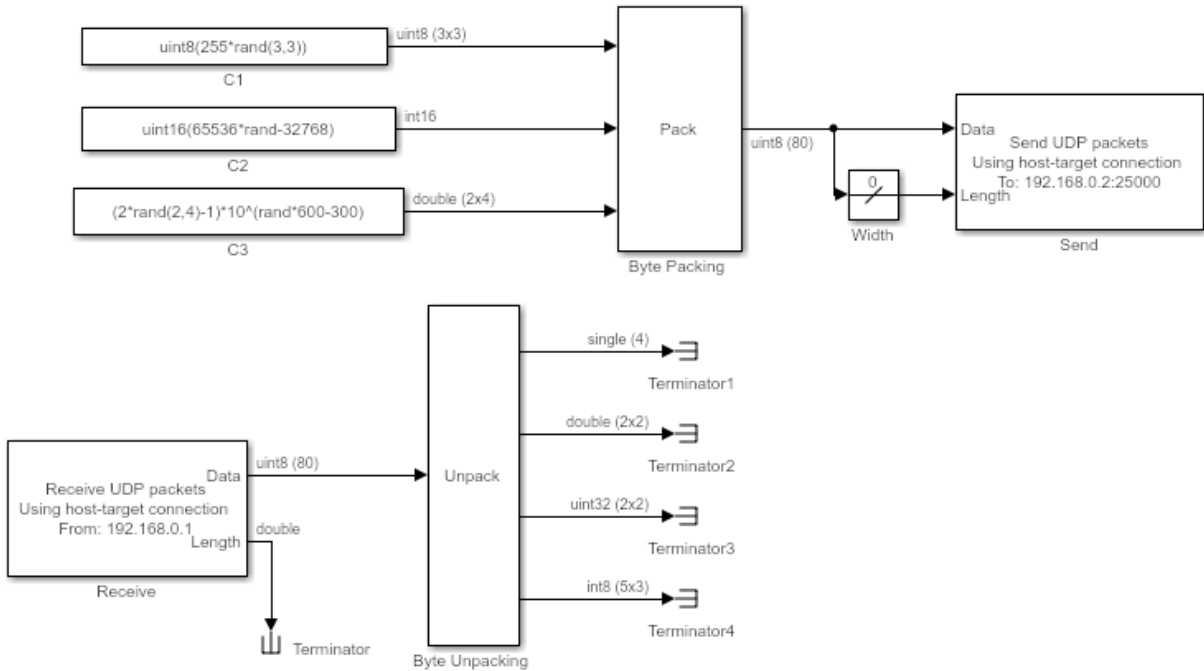 uint8 (3x3)
uint8(255*rand(3,3))
C1
int16
uint16(65536*rand-32768)
C2
double (2x4)
(2*rand(2,4)-1)*10^(rand*600-300)
C3
Pack
Byte Packing
uint8 (80)
0
Width
Data
Send UDP packets
Using host-target connection
To: 192.168.0.2:25000
Length
Send
Data
Receive UDP packets
Using host-target connection
From: 192.168.0.1
Length
Receive
uint8 (80)
double
Terminator
Unpack
Byte Unpacking
single (4)
Terminator1
double (2x2)
Terminator2
uint32 (2x2)
Terminator3
int8 (5x3)
Terminator4